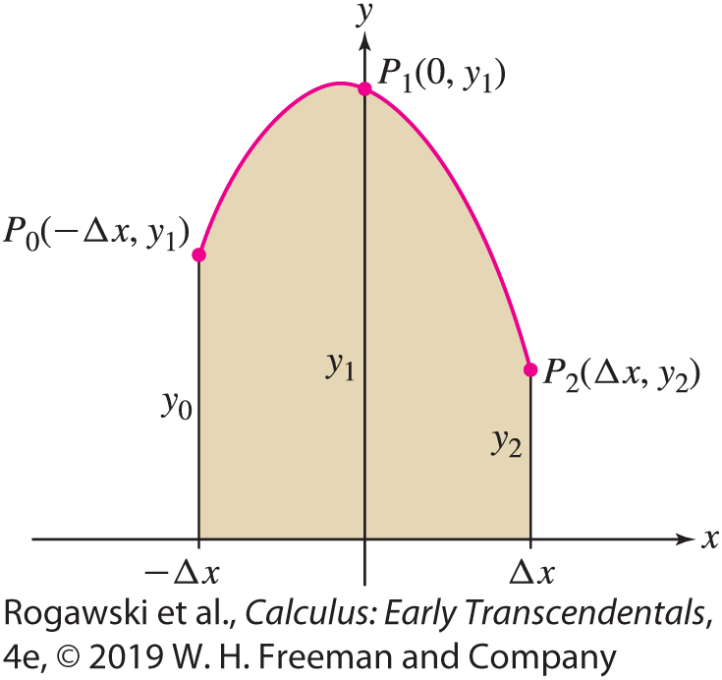 y
P₁(0, y₁)
P₀(−Δx, y₁)
y₁
P₂(Δx, y₂)
y₀
y₂
x
−Δx
Δx
Rogawski et al., Calculus: Early Transcendentals,
4e, © 2019 W. H. Freeman and Company